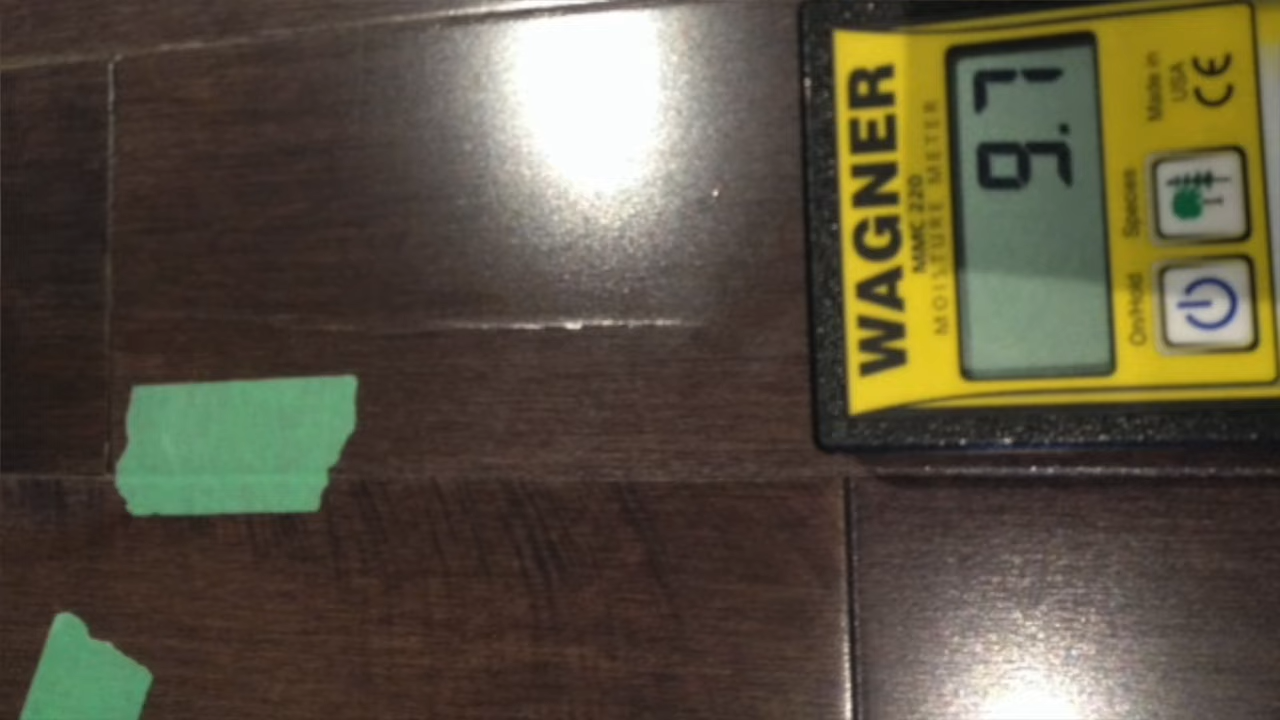 WAGNER
MMC 220
MOISTURE METER
9.7
On/Hold
Species
Made in
USA
CE